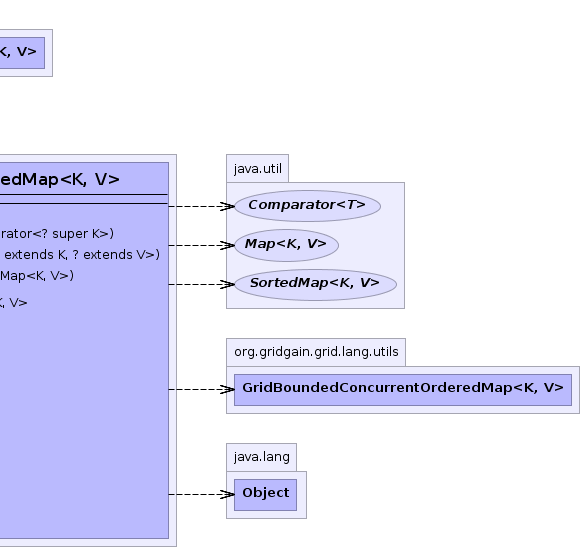 K, V>
edMap<K, V>
rator<? super K>)
extends K, ? extends V>)
Map<K, V>)
K, V>
java.util
Comparator<T>
Map<K, V>
SortedMap<K, V>
org.gridgain.grid.lang.utils
GridBoundedConcurrentOrderedMap<K, V>
java.lang
Object